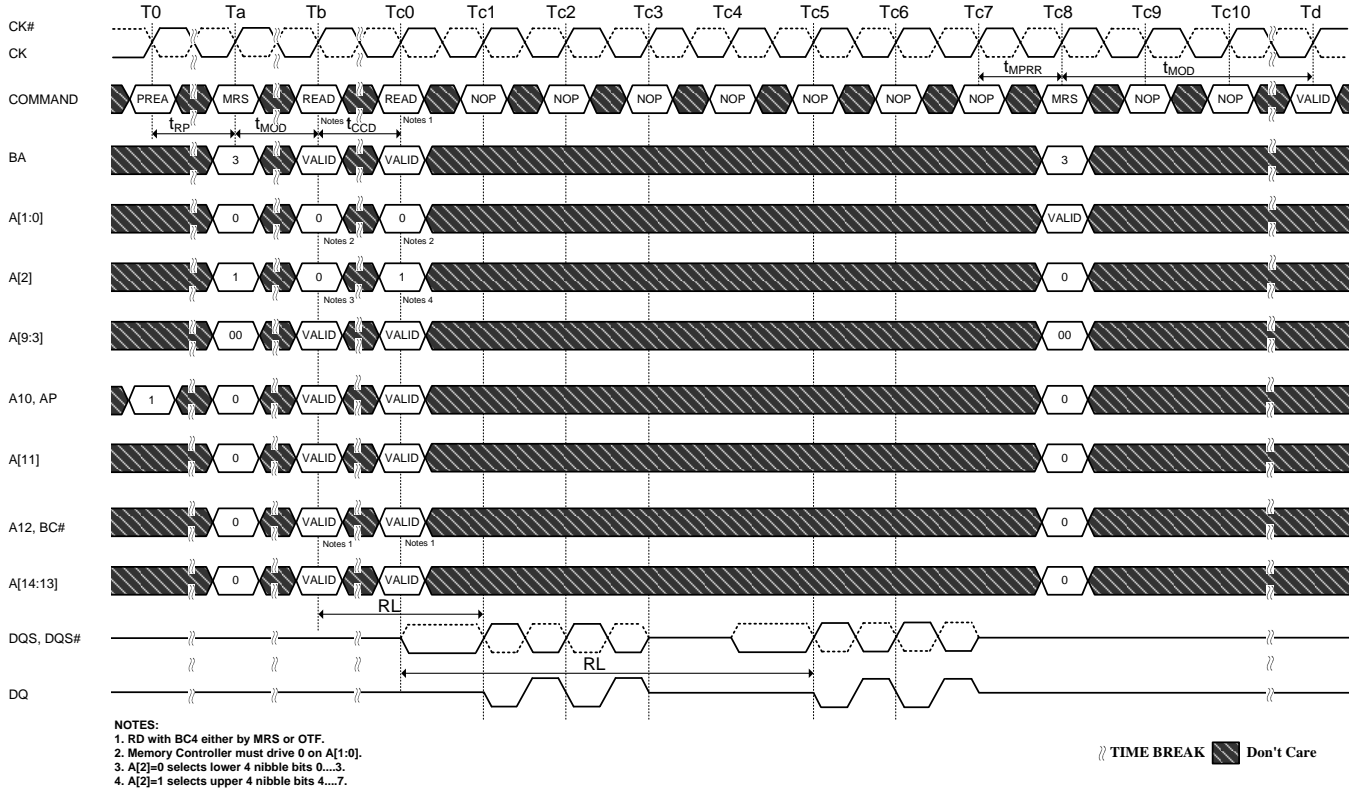 T0 Ta Tb Tc0 Tc1 Tc2 Tc3 Tc4 Tc5 Tc6 Tc7 Tc8 Tc9 Tc10 Td
CK#
CK
tMPRR tMOD
COMMAND PREA MRS READ READ NOP NOP NOP NOP NOP NOP NOP MRS NOP NOP VALID
Notes Notes 1
tRP tMOD tCCD
BA 3 VALID VALID 3
A[1:0] 0 0 0 VALID
Notes 2 Notes 2
A[2] 1 0 1 0
Notes 3 Notes 4
A[9:3] 00 VALID VALID 00
A10, AP 1 0 VALID VALID 0
A[11] 0 VALID VALID 0
A12, BC# 0 VALID VALID 0
Notes 1 Notes 1
A[14:13] 0 VALID VALID 0
RL
DQS, DQS#
RL
DQ
NOTES:
1. RD with BC4 either by MRS or OTF.
2. Memory Controller must drive 0 on A[1:0].
3. A[2]=0 selects lower 4 nibble bits 0....3.
4. A[2]=1 selects upper 4 nibble bits 4....7.
TIME BREAK Don't Care